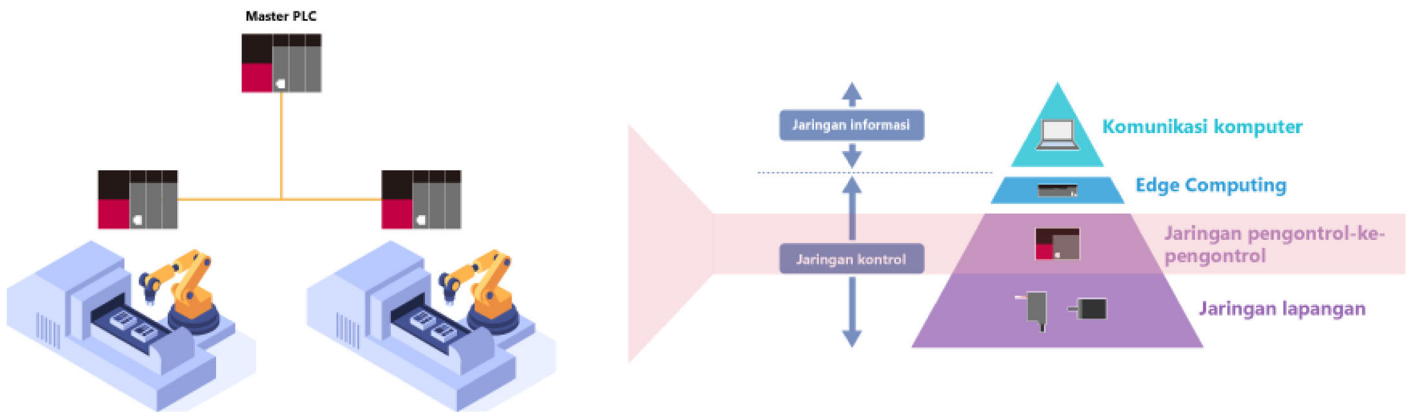 Master PLC
Jaringan informasi
Komunikasi komputer
Edge Computing
Jaringan kontrol
Jaringan pengontrol-ke-
pengontrol
Jaringan lapangan